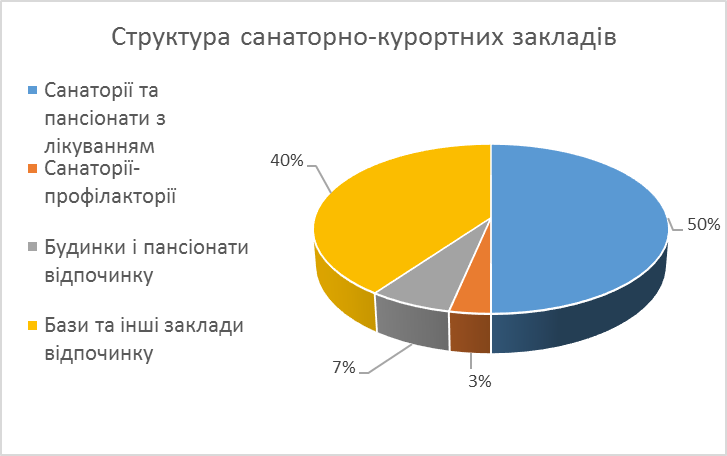 Структура санаторно-курортних закладів
Санаторії та
пансіонати з
лікуванням
Санаторії-
профілакторії
Будинки і пансіонати
відпочинку
Бази та інші заклади
відпочинку
40%
50%
7%
3%